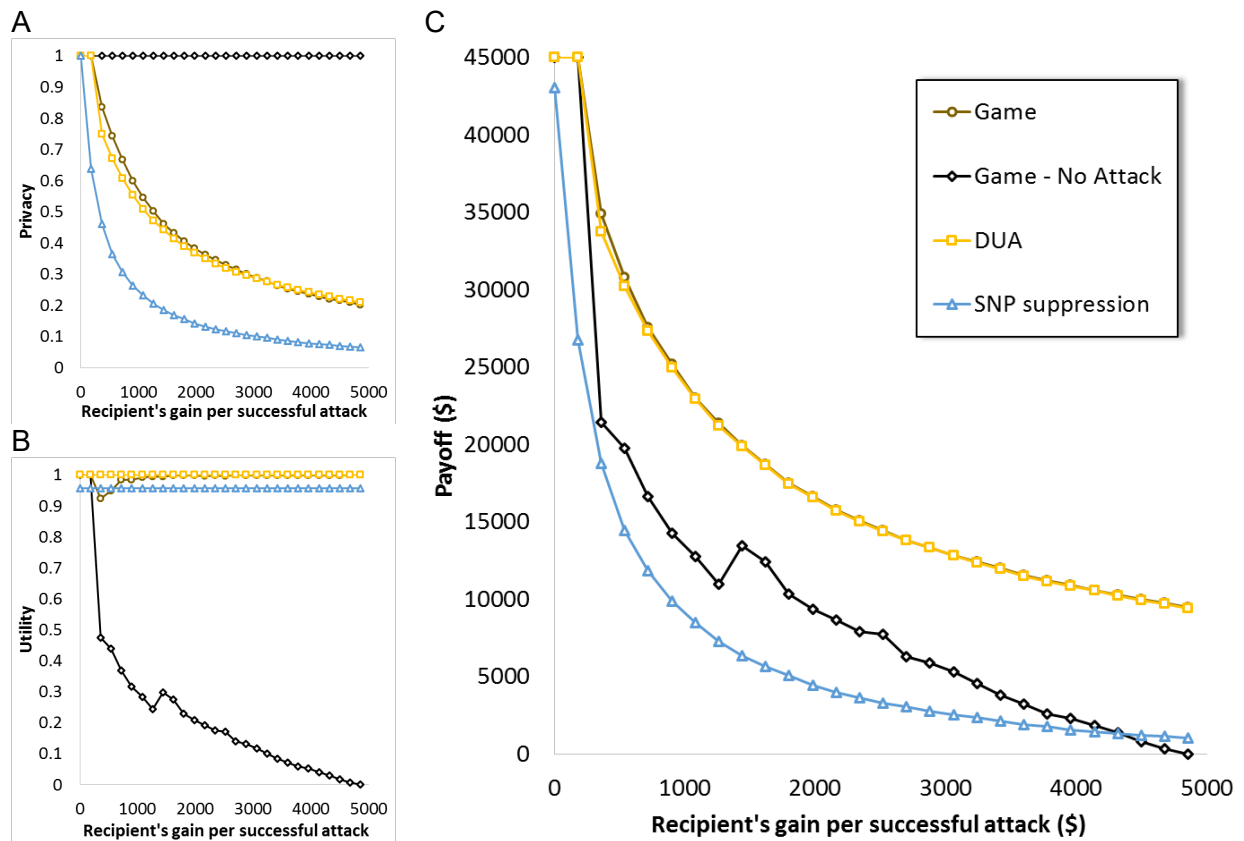 A
1
0.9
0.8
0.7
0.6
0.5
0.4
0.3
0.2
0.1
0
Privacy
0 1000 2000 3000 4000 5000
Recipient's gain per successful attack
B
1
0.9
0.8
0.7
0.6
0.5
0.4
0.3
0.2
0.1
0
Utility
0 1000 2000 3000 4000 5000
Recipient's gain per successful attack
C
45000
40000
35000
30000
25000
20000
15000
10000
5000
0
Payoff ($)
0 1000 2000 3000 4000 5000
Recipient's gain per successful attack ($)
Game
Game - No Attack
DUA
SNP suppression